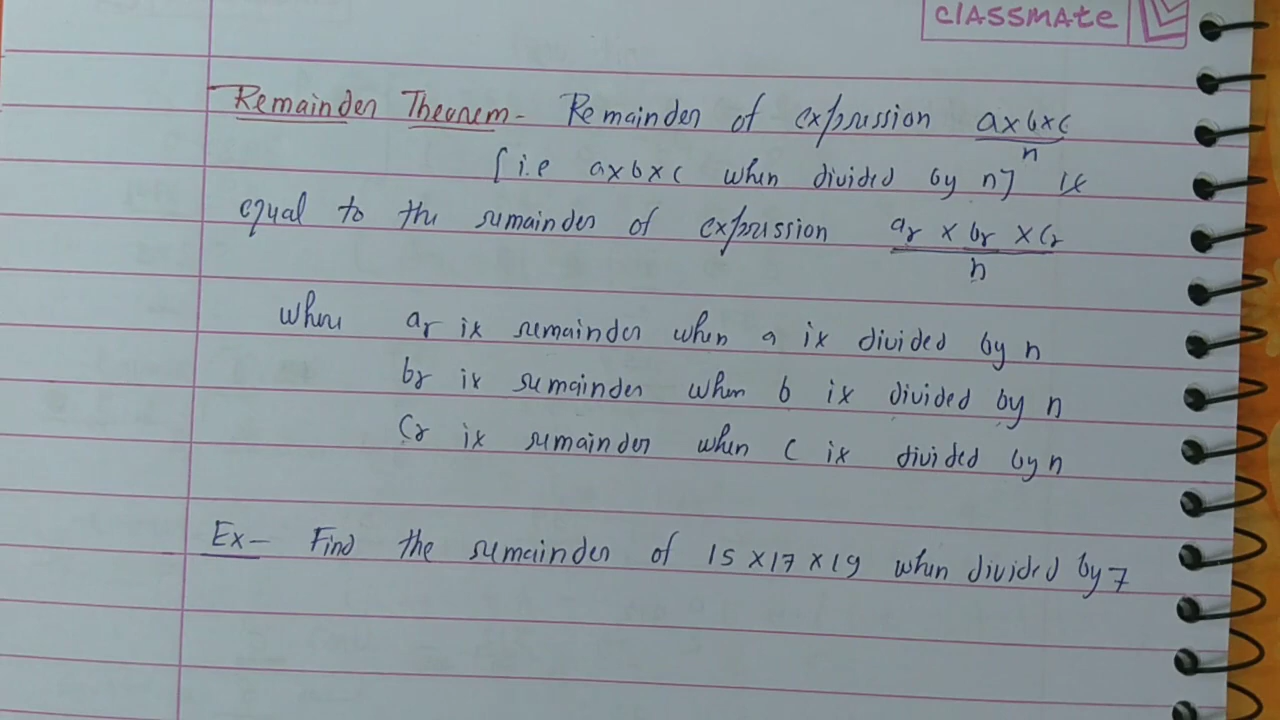 classmate
Remainder Theorem- Remainder of expression a×b×c/n
[i.e a×b×c when divided by n] is
equal to the remainder of expression ar × br × cr/n
where ar is remainder when a is divided by n
br is remainder when b is divided by n
Cr is remainder when c is divided by n
Ex- Find the remainder of 15×17×19 when divided by 7